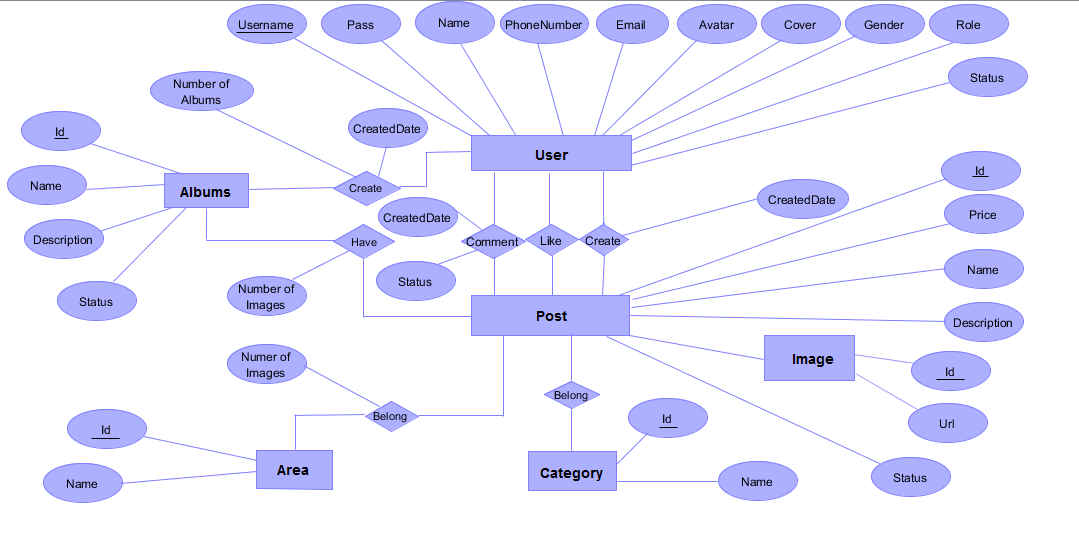 Username
Pass
Name
PhoneNumber
Email
Avatar
Cover
Gender
Role
Status
Number of
Albums
CreatedDate
Id
User
Name
Albums
Create
Id
Price
CreatedDate
CreatedDate
Description
Have
Comment
Like
Create
Name
Status
Status
Number of
Images
Post
Description
Numer of
Images
Image
Id
Belong
Belong
Id
Url
Id
Name
Area
Category
Name
Status